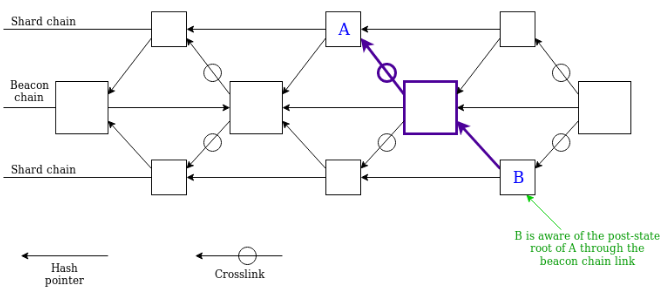 Shard chain
A
Beacon
chain
Shard chain
B
B is aware of the post-state
root of A through the
beacon chain link
Hash
pointer
Crosslink